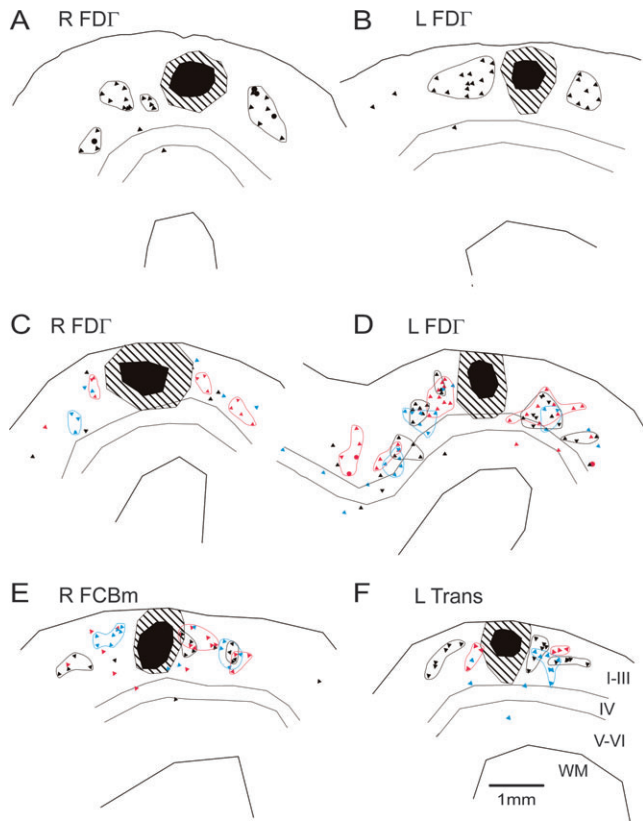 A R FDΓ
B L FDΓ
C R FDΓ
D L FDΓ
E R FCBm
F L Trans
I-III
IV
V-VI
WM
1mm